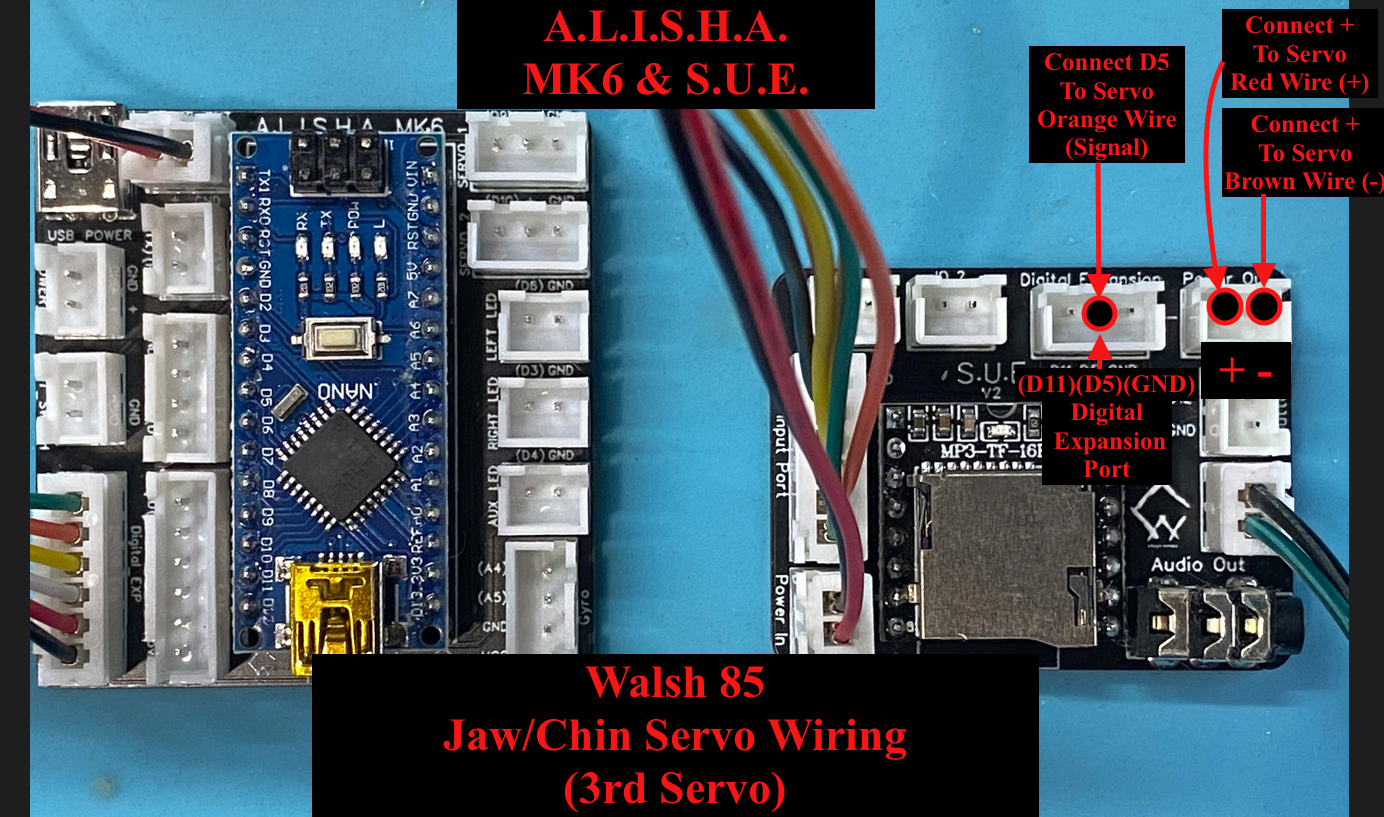 A.L.I.S.H.A.
MK6 & S.U.E.
Connect D5
To Servo
Orange Wire
(Signal)
Connect +
To Servo
Red Wire (+)
Connect +
To Servo
Brown Wire (-)
+ -
(D11)(D5)(GND)
Digital
Expansion
Port
A.L.I.S.H.A. MK6
USB POWER
GND +
GND
Digital EXP
TX1 RX0 RST GND D2 D3 D4 D5 D6 D7 D8 D9 D10 D11 D12
VIN GND RST 5V A7 A6 A5 A4 A3 A2 A1 A0 REF 3V3 D13
RX TX POW L
NANO
SERVO 1
SERVO 2
(D10) + GND
(D6) GND
LEFT LED
(D3) GND
RIGHT LED
(D4) GND
AUX LED
(A4)
(A5)
GND
Gyro
IO 2
Digital Expansion
Power Out
S.U.E
V2
MP3-TF-16P
Input Port
Power In
GND
Audio Out
Walsh 85
Jaw/Chin Servo Wiring
(3rd Servo)